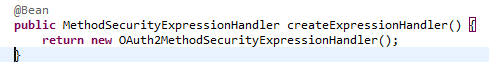 @Bean
public MethodSecurityExpressionHandler createExpressionHandler() {
    return new OAuth2MethodSecurityExpressionHandler();
}